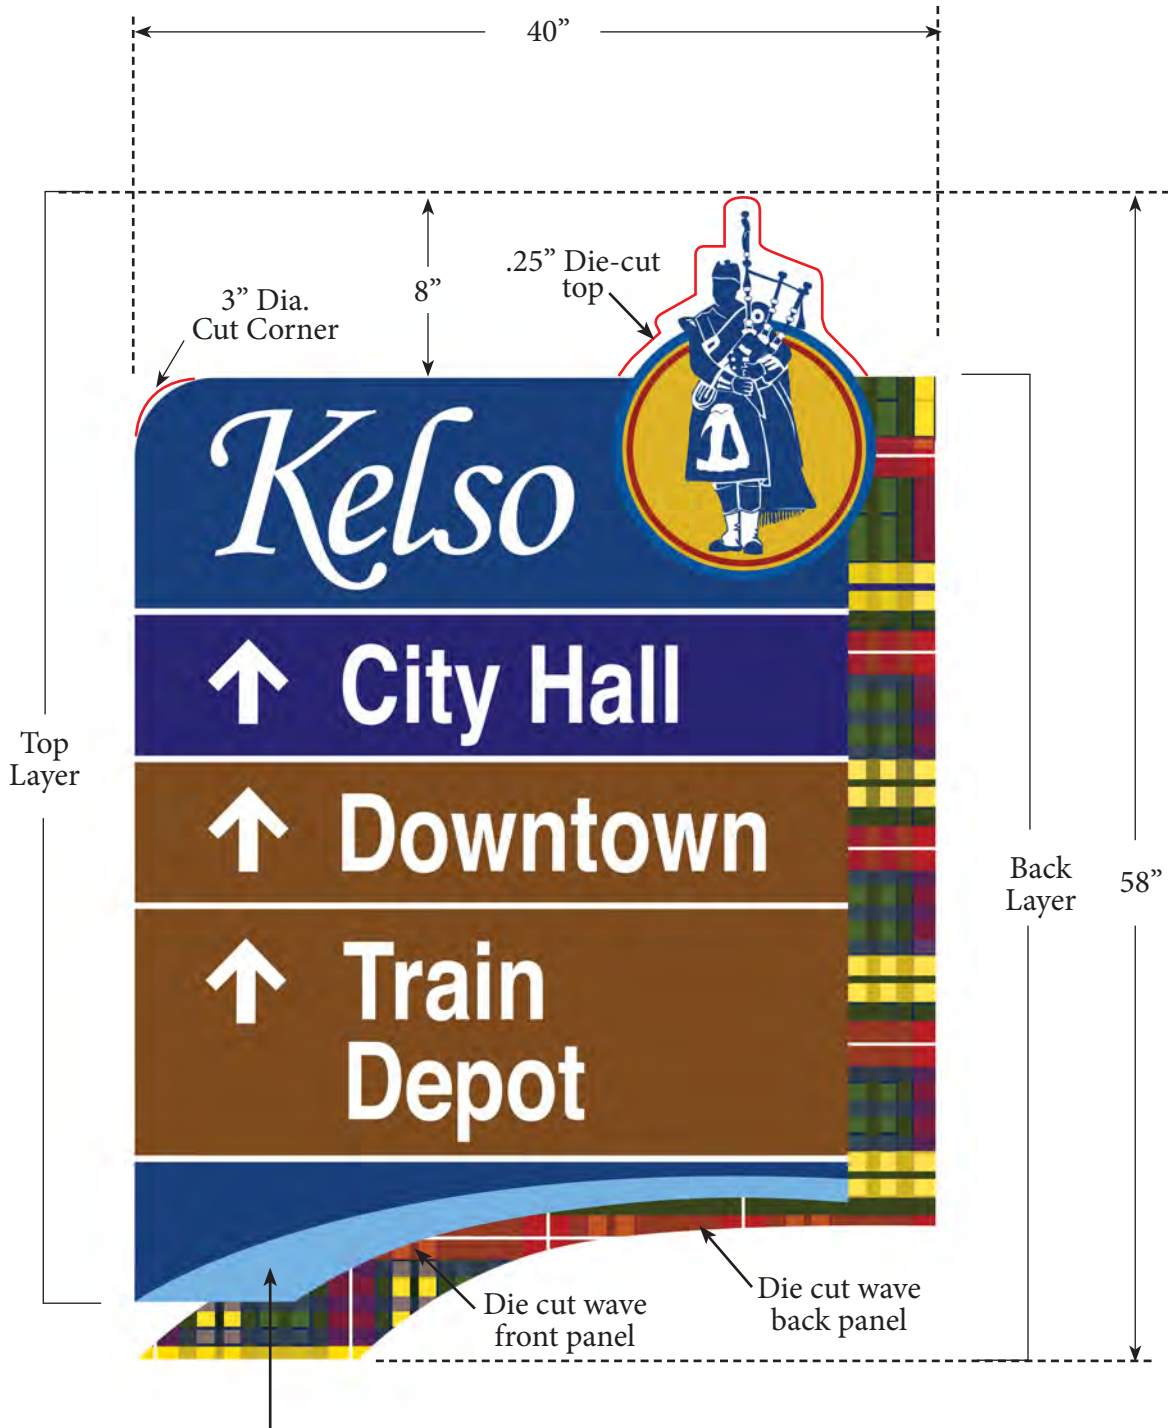 40”
8”
.25” Die-cut
top
3” Dia.
Cut Corner
Kelso
↑ City Hall
↑ Downtown
↑ Train
Depot
Top
Layer
Back
Layer
58”
Die cut wave
front panel
Die cut wave
back panel